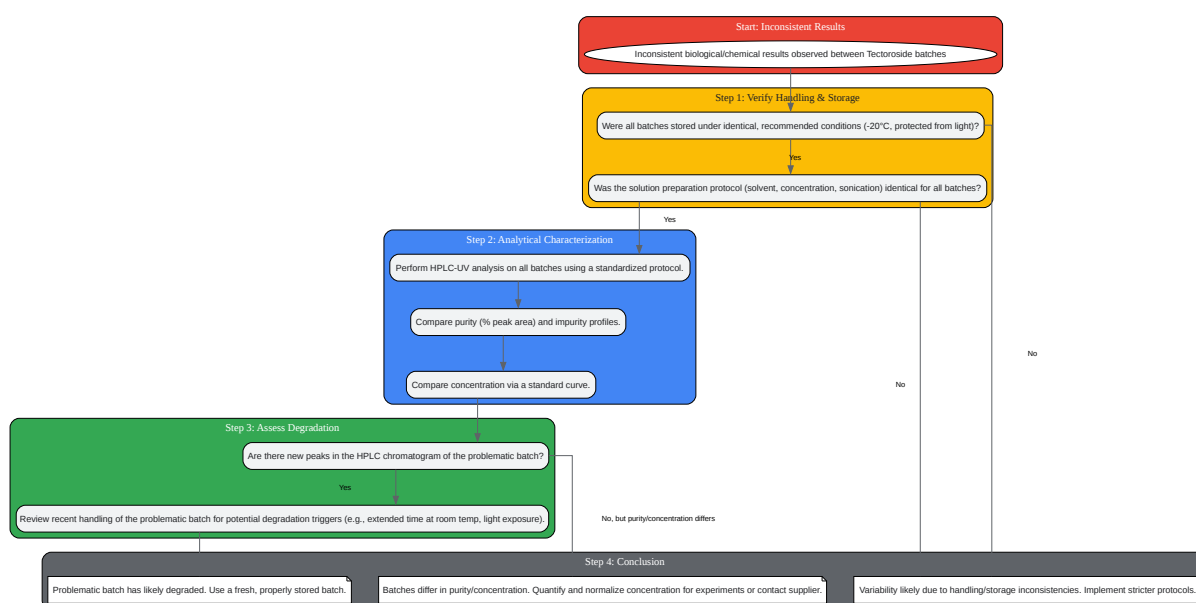 Start: Inconsistent Results
Inconsistent biological/chemical results observed between Tectoroside batches
Step 1: Verify Handling & Storage
Were all batches stored under identical, recommended conditions (-20°C, protected from light)?
Yes
Was the solution preparation protocol (solvent, concentration, sonication) identical for all batches?
Yes
Step 2: Analytical Characterization
Perform HPLC-UV analysis on all batches using a standardized protocol.
Compare purity (% peak area) and impurity profiles.
No
Compare concentration via a standard curve.
No
Step 3: Assess Degradation
Are there new peaks in the HPLC chromatogram of the problematic batch?
Yes
Review recent handling of the problematic batch for potential degradation triggers (e.g., extended time at room temp, light exposure).
No, but purity/concentration differs
Step 4: Conclusion
Problematic batch has likely degraded. Use a fresh, properly stored batch.
Batches differ in purity/concentration. Quantify and normalize concentration for experiments or contact supplier.
Variability likely due to handling/storage inconsistencies. Implement stricter protocols.